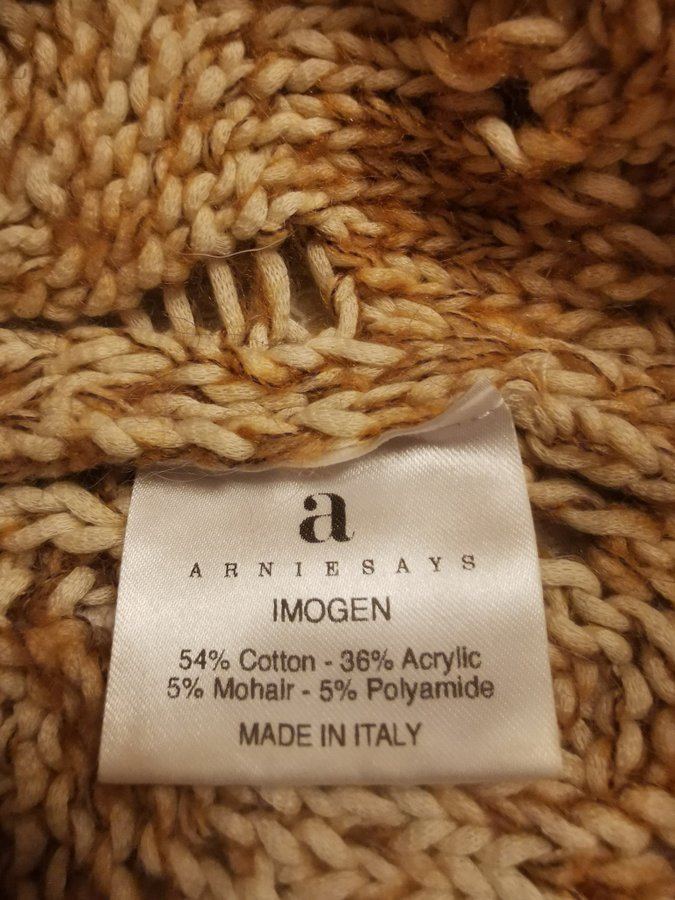 a
ARNIESAYS
IMOGEN
54% Cotton - 36% Acrylic
5% Mohair - 5% Polyamide
MADE IN ITALY